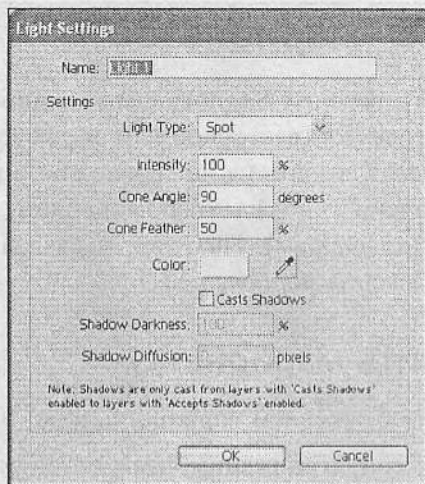 Light Settings
Name: Light 1
Settings
Light Type: Spot
Intensity: 100 %
Cone Angle: 90 degrees
Cone Feather: 50 %
Color:
Casts Shadows
Shadow Darkness: 100 %
Shadow Diffusion: pixels
Note: Shadows are only cast from layers with 'Casts Shadows'
enabled to layers with 'Accepts Shadows' enabled.
OK Cancel